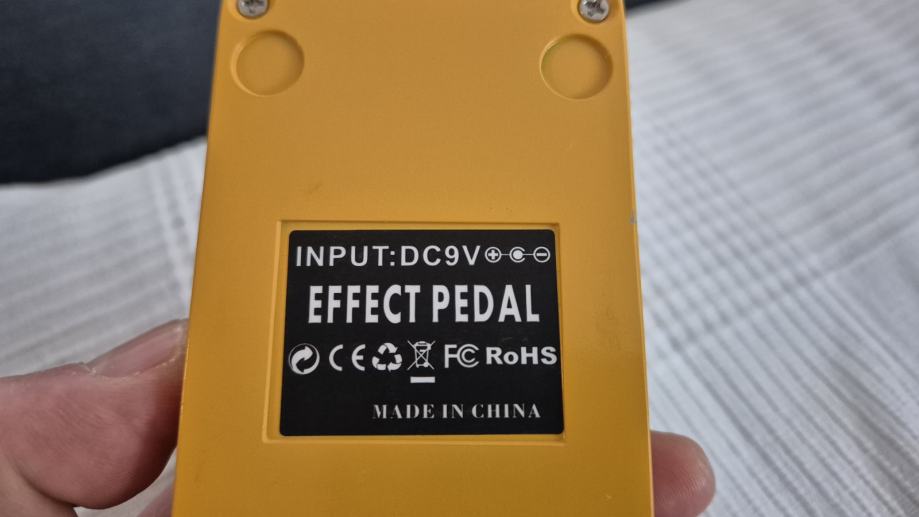 INPUT:DC9V
EFFECT PEDAL
CE FC RoHS
MADE IN CHINA